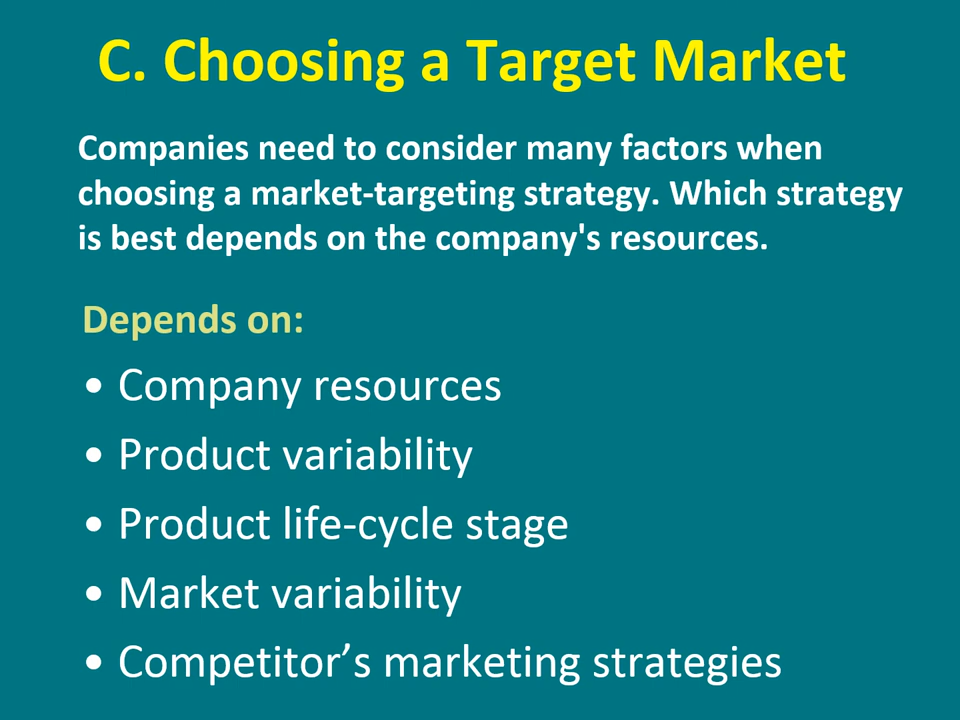 C. Choosing a Target Market
Companies need to consider many factors when
choosing a market-targeting strategy. Which strategy
is best depends on the company's resources.
Depends on:
• Company resources
• Product variability
• Product life-cycle stage
• Market variability
• Competitor’s marketing strategies